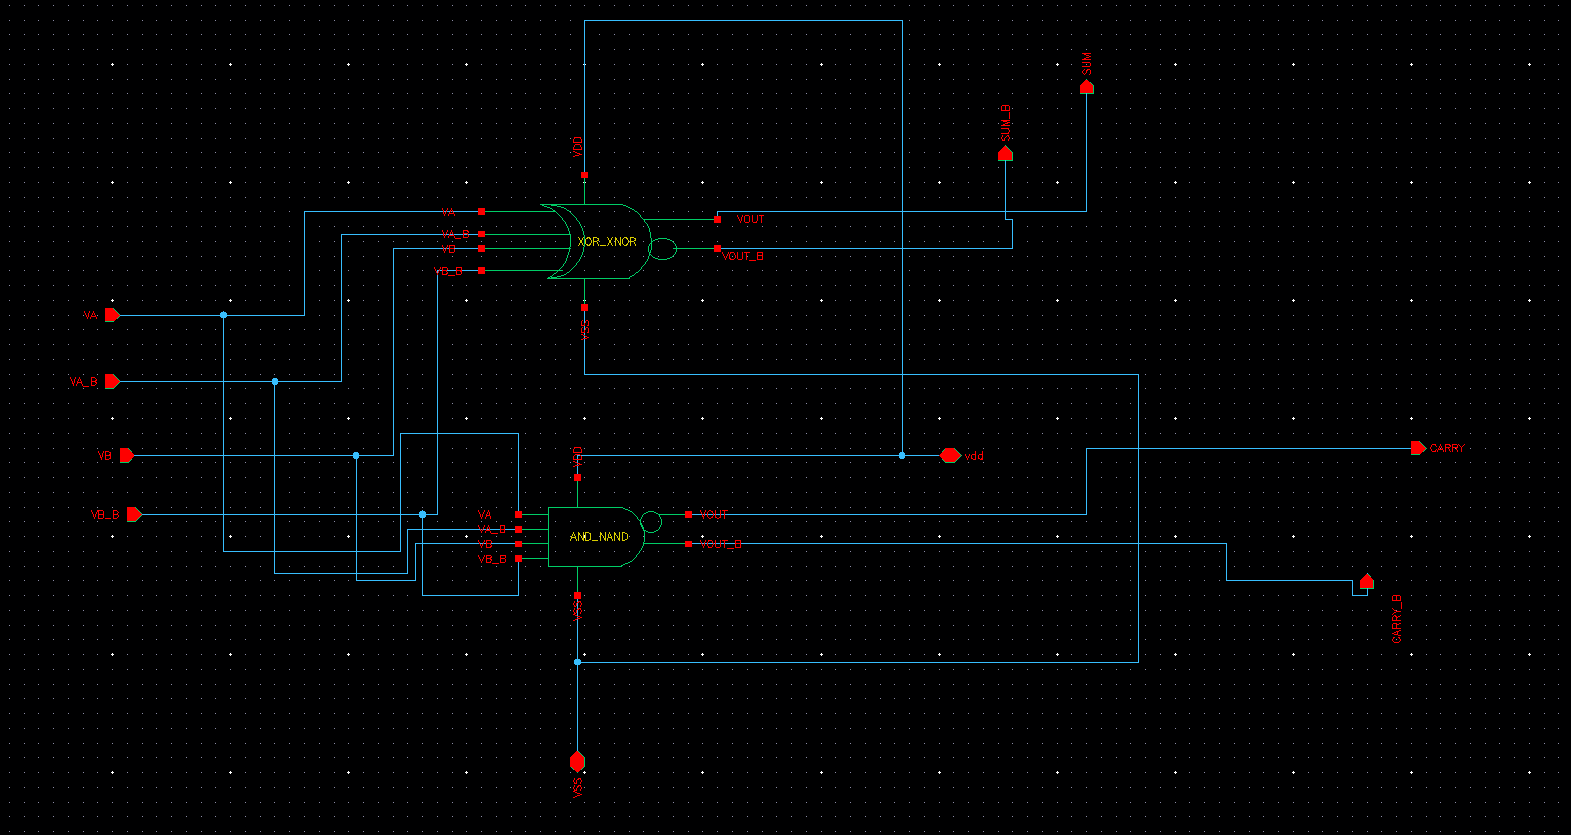 SUM
SUM_B
VDD
VA
VA_B
VB
VB_B
XOR_XNOR
VOUT
VOUT_B
VSS
VA
VA_B
VB
VB_B
VDD
vdd
CARRY
VA
VA_B
VB
VB_B
AND_NAND
VOUT
VOUT_B
VSS
CARRY_B
VSS